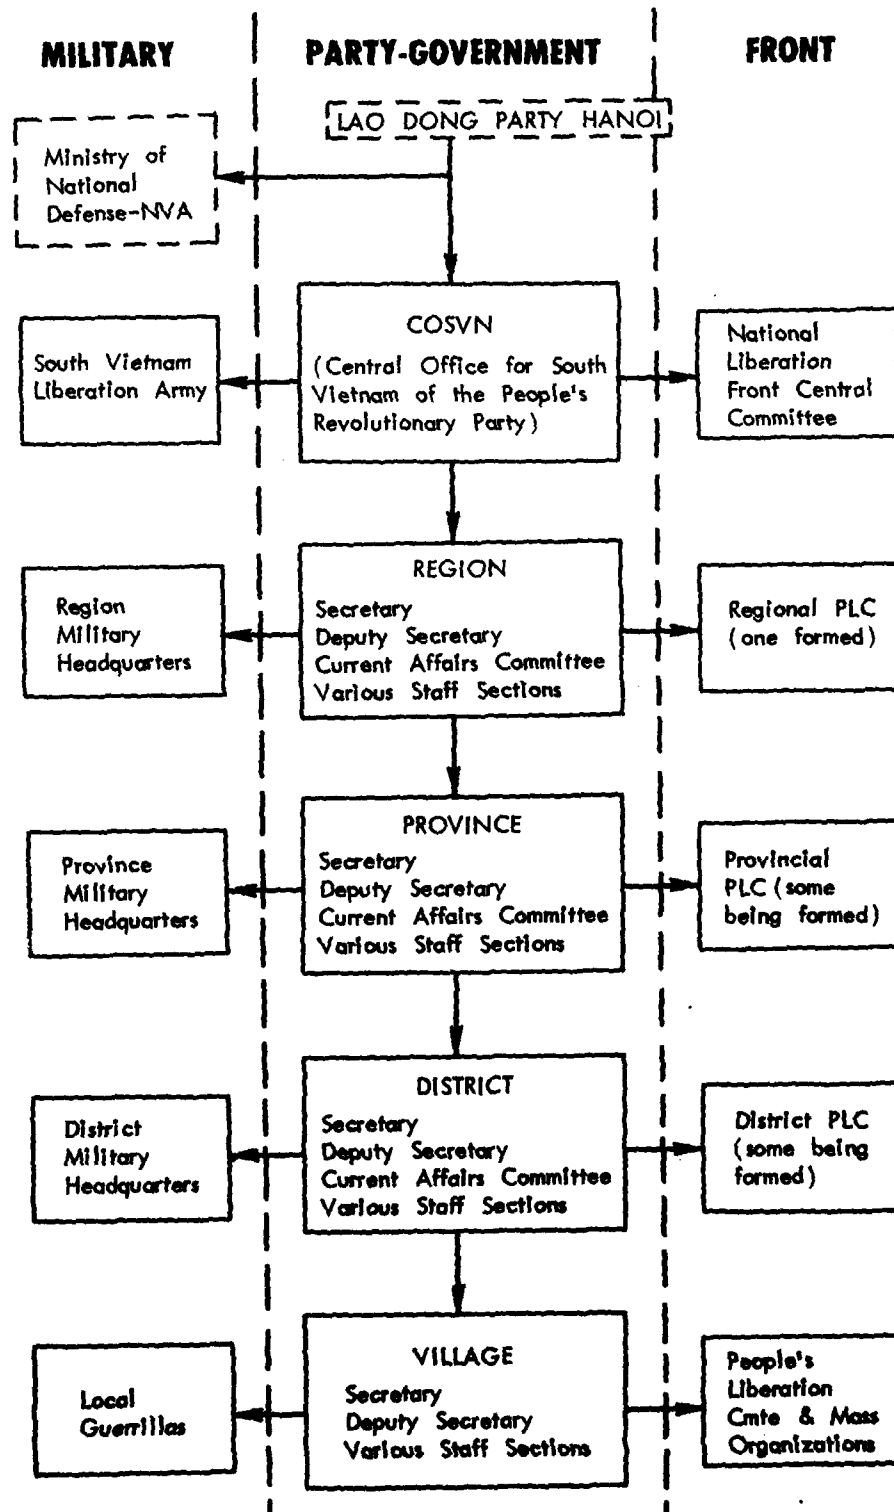 MILITARY
PARTY-GOVERNMENT
FRONT
LAO DONG PARTY HANOI
Ministry of
National
Defense-NVA
COSVN
(Central Office for South
Vietnam of the People's
Revolutionary Party)
South Vietnam
Liberation Army
National
Liberation
Front Central
Committee
REGION
Secretary
Deputy Secretary
Current Affairs Committee
Various Staff Sections
Region
Military
Headquarters
Regional PLC
(one formed)
PROVINCE
Secretary
Deputy Secretary
Current Affairs Committee
Various Staff Sections
Province
Military
Headquarters
Provincial
PLC (some
being formed)
DISTRICT
Secretary
Deputy Secretary
Current Affairs Committee
Various Staff Sections
District
Military
Headquarters
District PLC
(some being
formed)
VILLAGE
Secretary
Deputy Secretary
Various Staff Sections
Local
Guerrillas
People's
Liberation
Cmte & Mass
Organizations